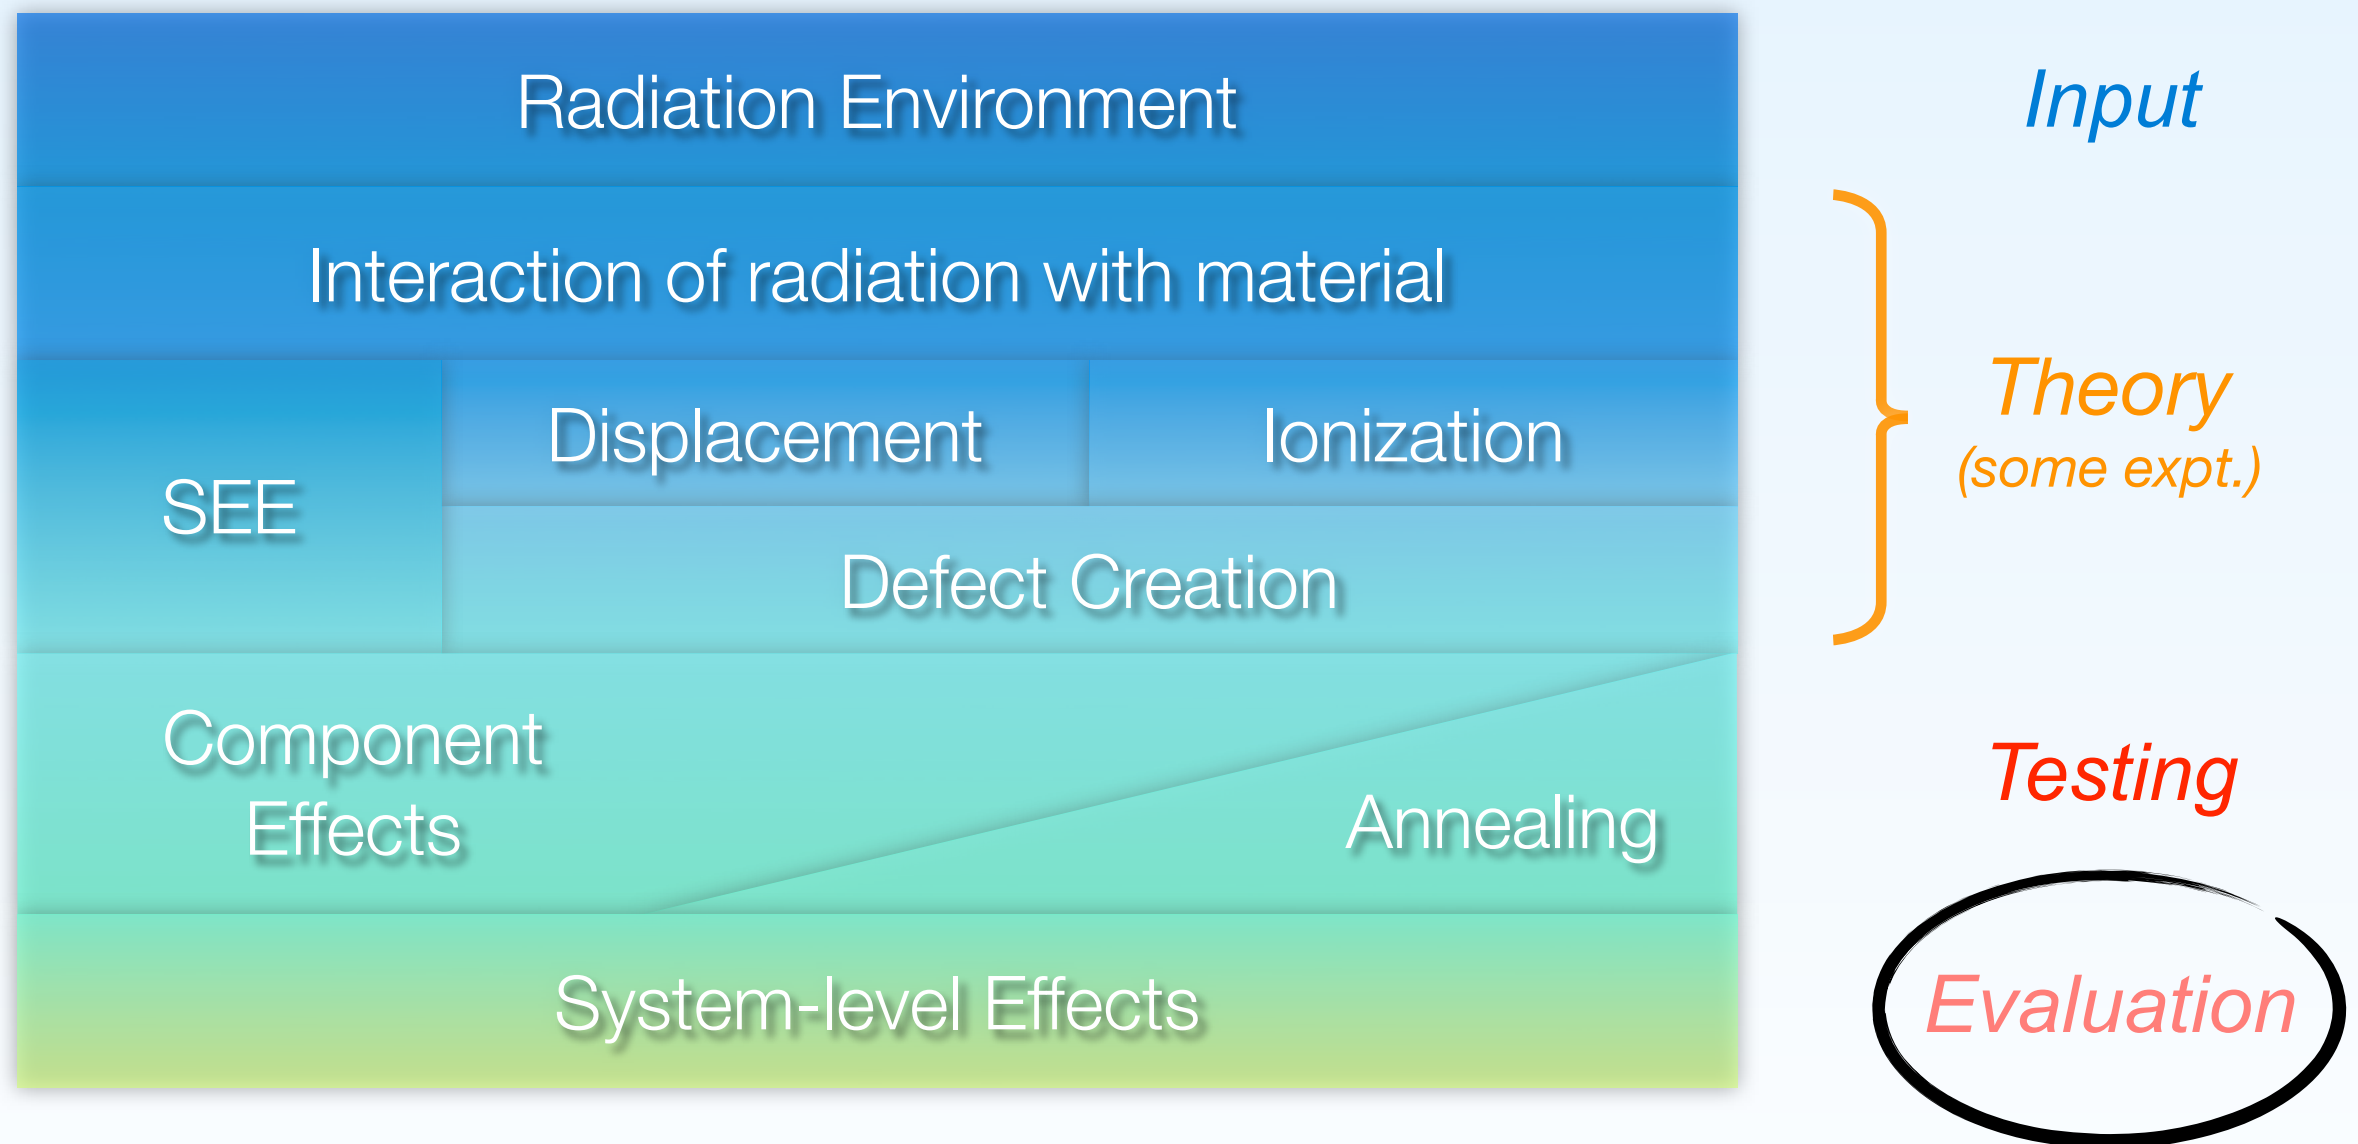 Radiation Environment
Input
Interaction of radiation with material
SEE
Displacement
Ionization
Theory
(some expt.)
Defect Creation
Component
Effects
Annealing
Testing
System-level Effects
Evaluation